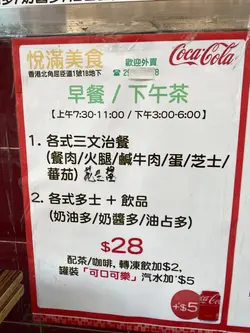 悅滿美食
歡迎外賣
香港北角屈臣道1號18地下
Coca-Cola
早餐 / 下午茶
【上午7:30-11:00 / 下午3:00-6:00】
1. 各式三文治餐
(餐肉/火腿/鹹牛肉/蛋/芝士/
蕃茄)
2. 各式多士 + 飲品
(奶油多/奶醬多/油占多)
$28
配茶/咖啡, 轉凍飲加$2,
罐裝「可口可樂」汽水加 $5
+$5